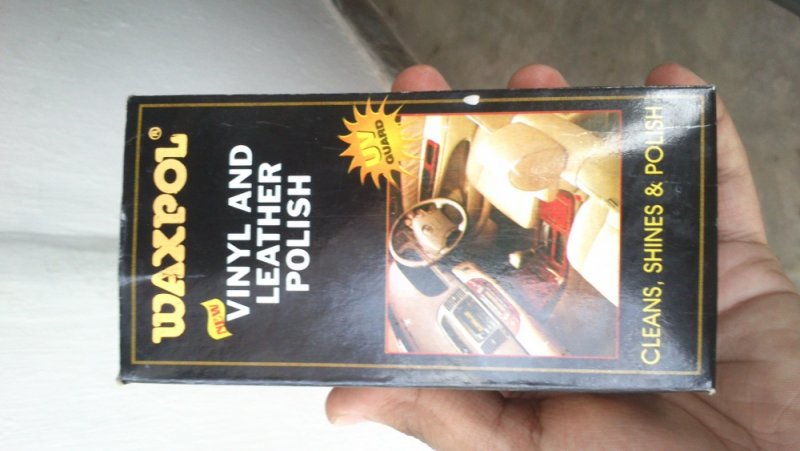 WAXPOL®
NEW
VINYL AND
LEATHER
POLISH
UV
GUARD
CLEANS, SHINES & POLISH